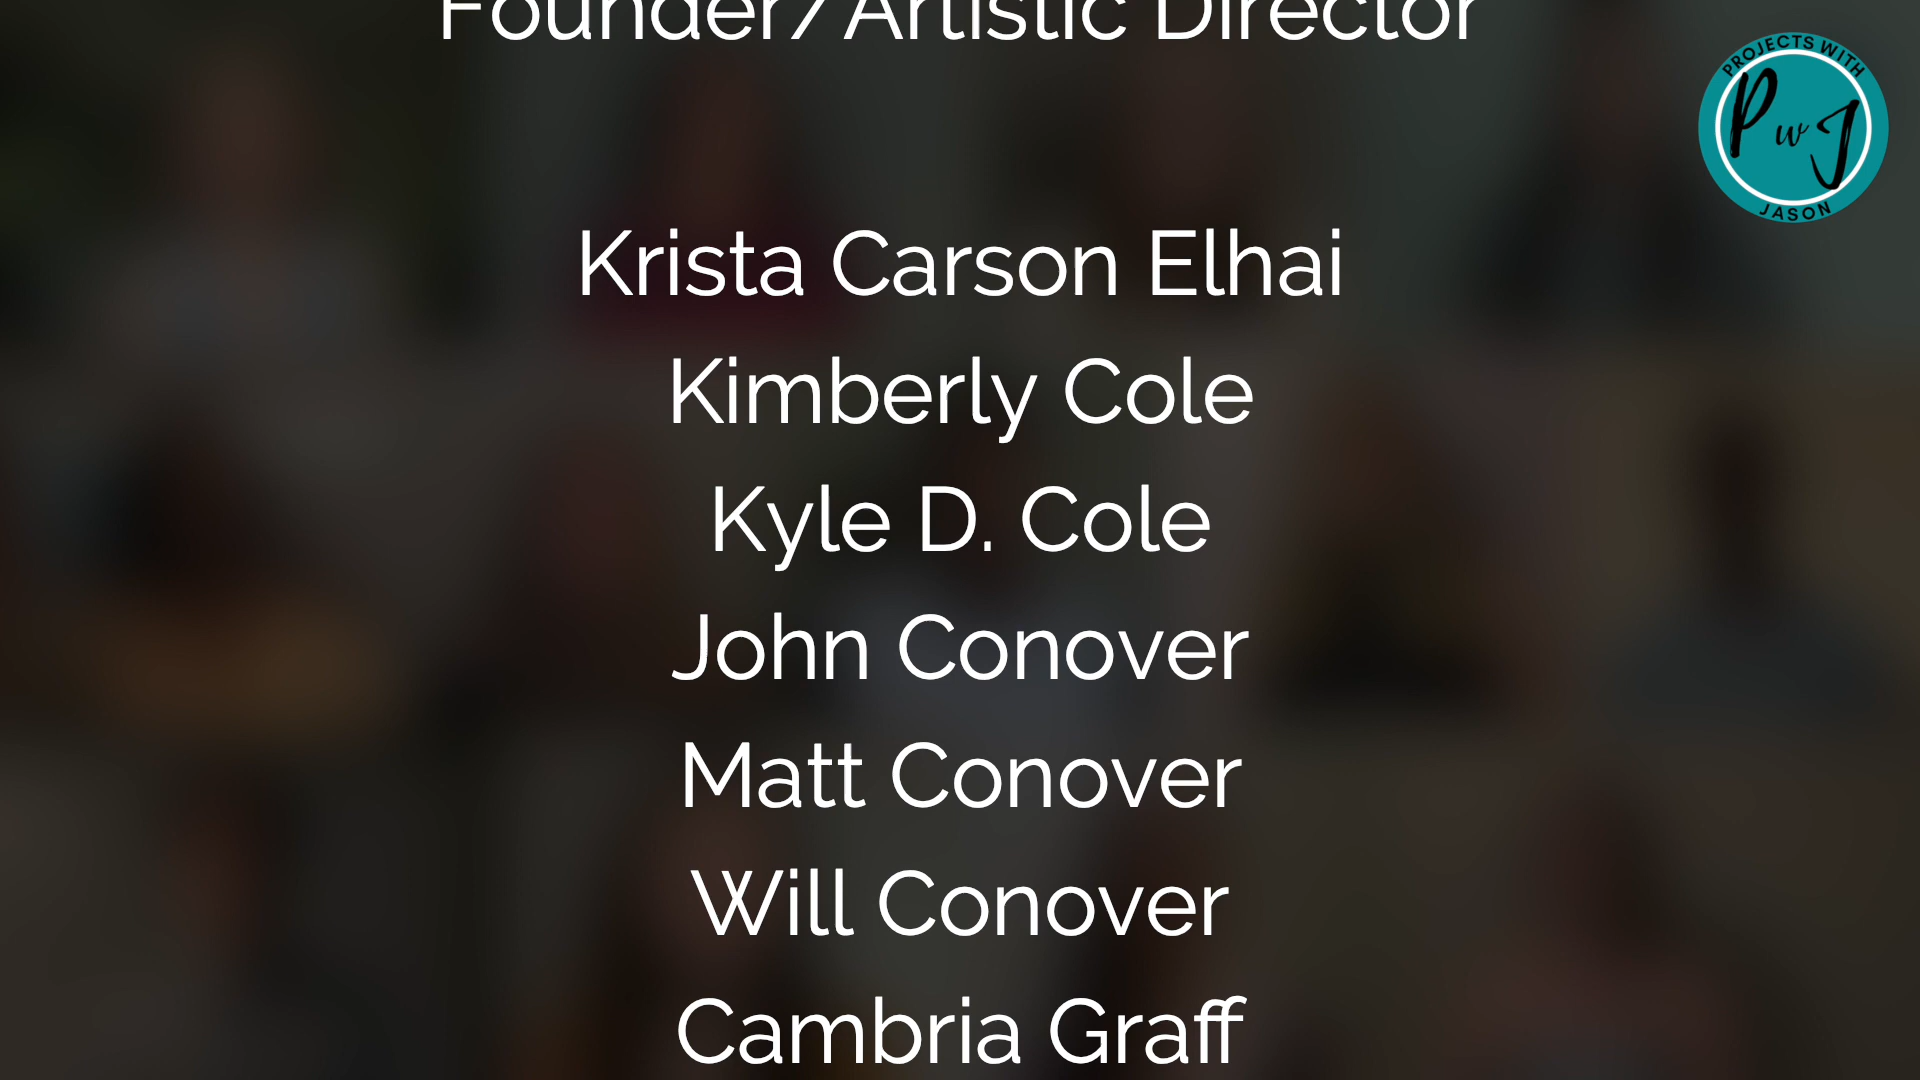 Founder/Artistic Director
PROJECTS WITH
PwJ
JASON
Krista Carson Elhai
Kimberly Cole
Kyle D. Cole
John Conover
Matt Conover
Will Conover
Cambria Graff